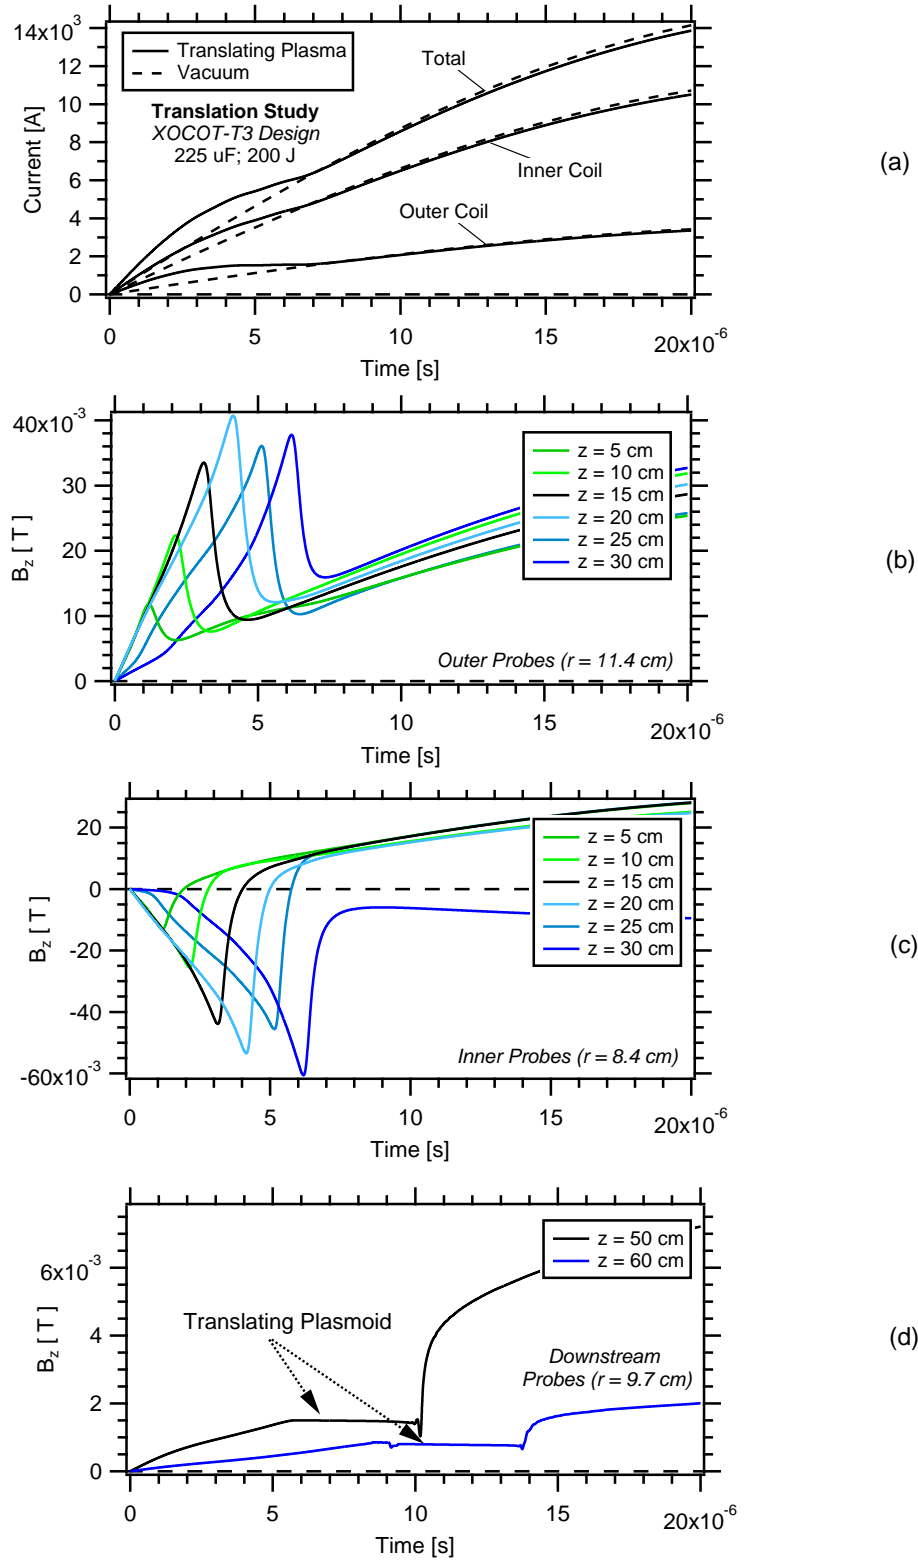 14x10³
12
10
8
6
4
2
0
Current [A]
Translating Plasma
Vacuum
Translation Study
XOCOT-T3 Design
225 uF; 200 J
Total
Inner Coil
Outer Coil
0
5
10
15
20x10⁻⁶
Time [s]
(a)
40x10⁻³
30
20
10
0
B_z [ T ]
z = 5 cm
z = 10 cm
z = 15 cm
z = 20 cm
z = 25 cm
z = 30 cm
Outer Probes (r = 11.4 cm)
0
5
10
15
20x10⁻⁶
Time [s]
(b)
20
0
-20
-40
-60x10⁻³
B_z [ T ]
z = 5 cm
z = 10 cm
z = 15 cm
z = 20 cm
z = 25 cm
z = 30 cm
Inner Probes (r = 8.4 cm)
0
5
10
15
20x10⁻⁶
Time [s]
(c)
6x10⁻³
4
2
0
B_z [ T ]
z = 50 cm
z = 60 cm
Translating Plasmoid
Downstream
Probes (r = 9.7 cm)
0
5
10
15
20x10⁻⁶
Time [s]
(d)